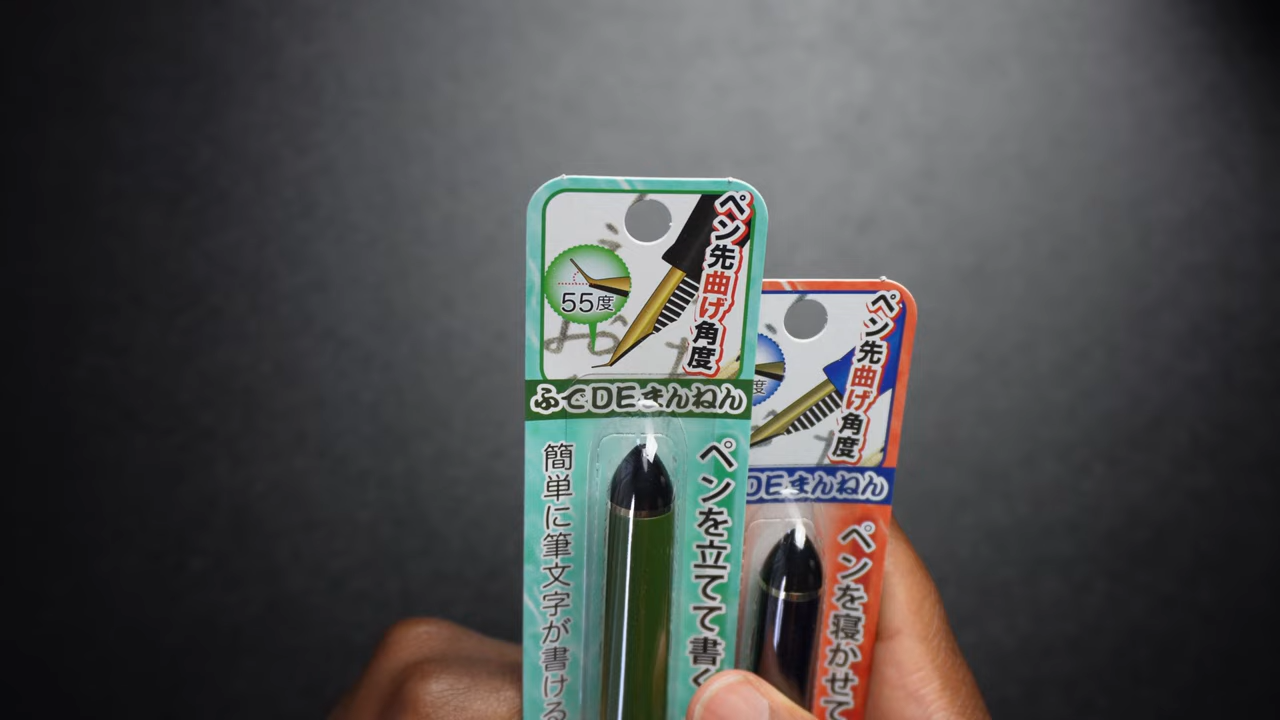 ペン先曲げ角度
55度
ふでDEまんねん
ペンを立てて書く
簡単に筆文字が書ける
ペン先曲げ角度
度
DEまんねん
ペンを寝かせて